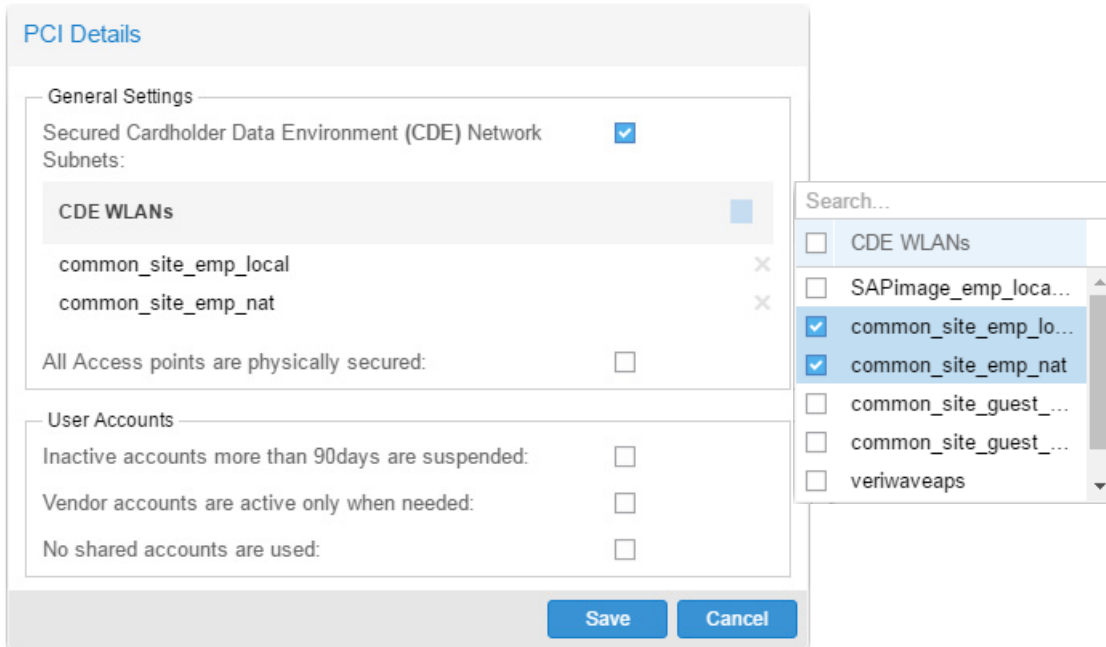 PCI Details
General Settings
Secured Cardholder Data Environment (CDE) Network
Subnets:
CDE WLANs
common_site_emp_local
common_site_emp_nat
All Access points are physically secured:
User Accounts
Inactive accounts more than 90days are suspended:
Vendor accounts are active only when needed:
No shared accounts are used:
Save
Cancel
Search...
CDE WLANs
SAPimage_emp_loca...
common_site_emp_lo...
common_site_emp_nat
common_site_guest_...
common_site_guest_...
veriwaveaps